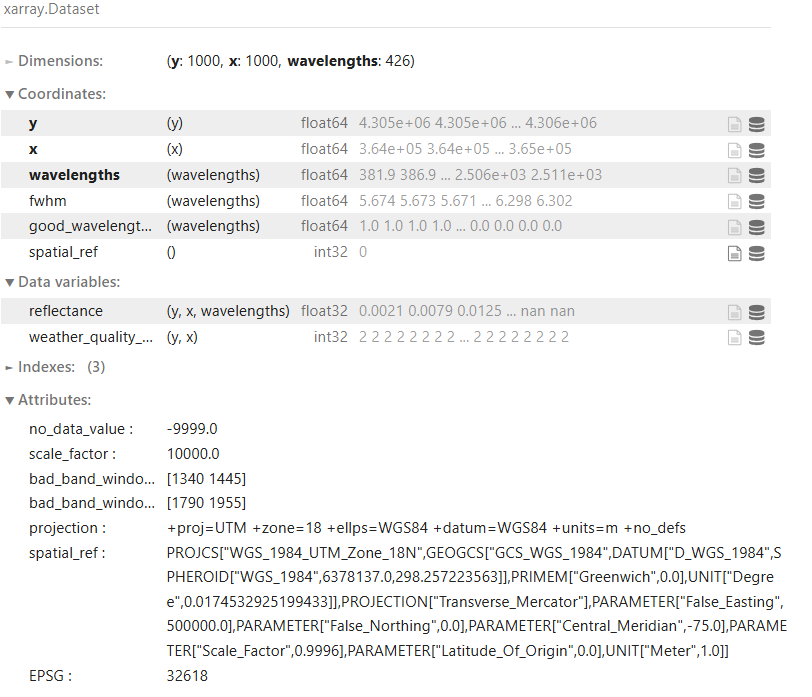 xarray.Dataset
► Dimensions: (y: 1000, x: 1000, wavelengths: 426)
▼ Coordinates:
y (y) float64 4.305e+06 4.305e+06 ... 4.306e+06
x (x) float64 3.64e+05 3.64e+05 ... 3.65e+05
wavelengths (wavelengths) float64 381.9 386.9 ... 2.506e+03 2.511e+03
fwhm (wavelengths) float64 5.674 5.673 5.671 ... 6.298 6.302
good_wavelengt... (wavelengths) float64 1.0 1.0 1.0 1.0 ... 0.0 0.0 0.0 0.0
spatial_ref () int32 0
▼ Data variables:
reflectance (y, x, wavelengths) float32 0.0021 0.0079 0.0125 ... nan nan
weather_quality_... (y, x) int32 2 2 2 2 2 2 2 2 ... 2 2 2 2 2 2 2 2
► Indexes: (3)
▼ Attributes:
no_data_value : -9999.0
scale_factor : 10000.0
bad_band_windo... [1340 1445]
bad_band_windo... [1790 1955]
projection : +proj=UTM +zone=18 +ellps=WGS84 +datum=WGS84 +units=m +no_defs
spatial_ref : PROJCS["WGS_1984_UTM_Zone_18N",GEOGCS["GCS_WGS_1984",DATUM["D_WGS_1984",S
PHEROID["WGS_1984",6378137.0,298.257223563]],PRIMEM["Greenwich",0.0],UNIT["Degre
e",0.0174532925199433]],PROJECTION["Transverse_Mercator"],PARAMETER["False_Easting",
500000.0],PARAMETER["False_Northing",0.0],PARAMETER["Central_Meridian",-75.0],PARAME
TER["Scale_Factor",0.9996],PARAMETER["Latitude_Of_Origin",0.0],UNIT["Meter",1.0]]
EPSG : 32618